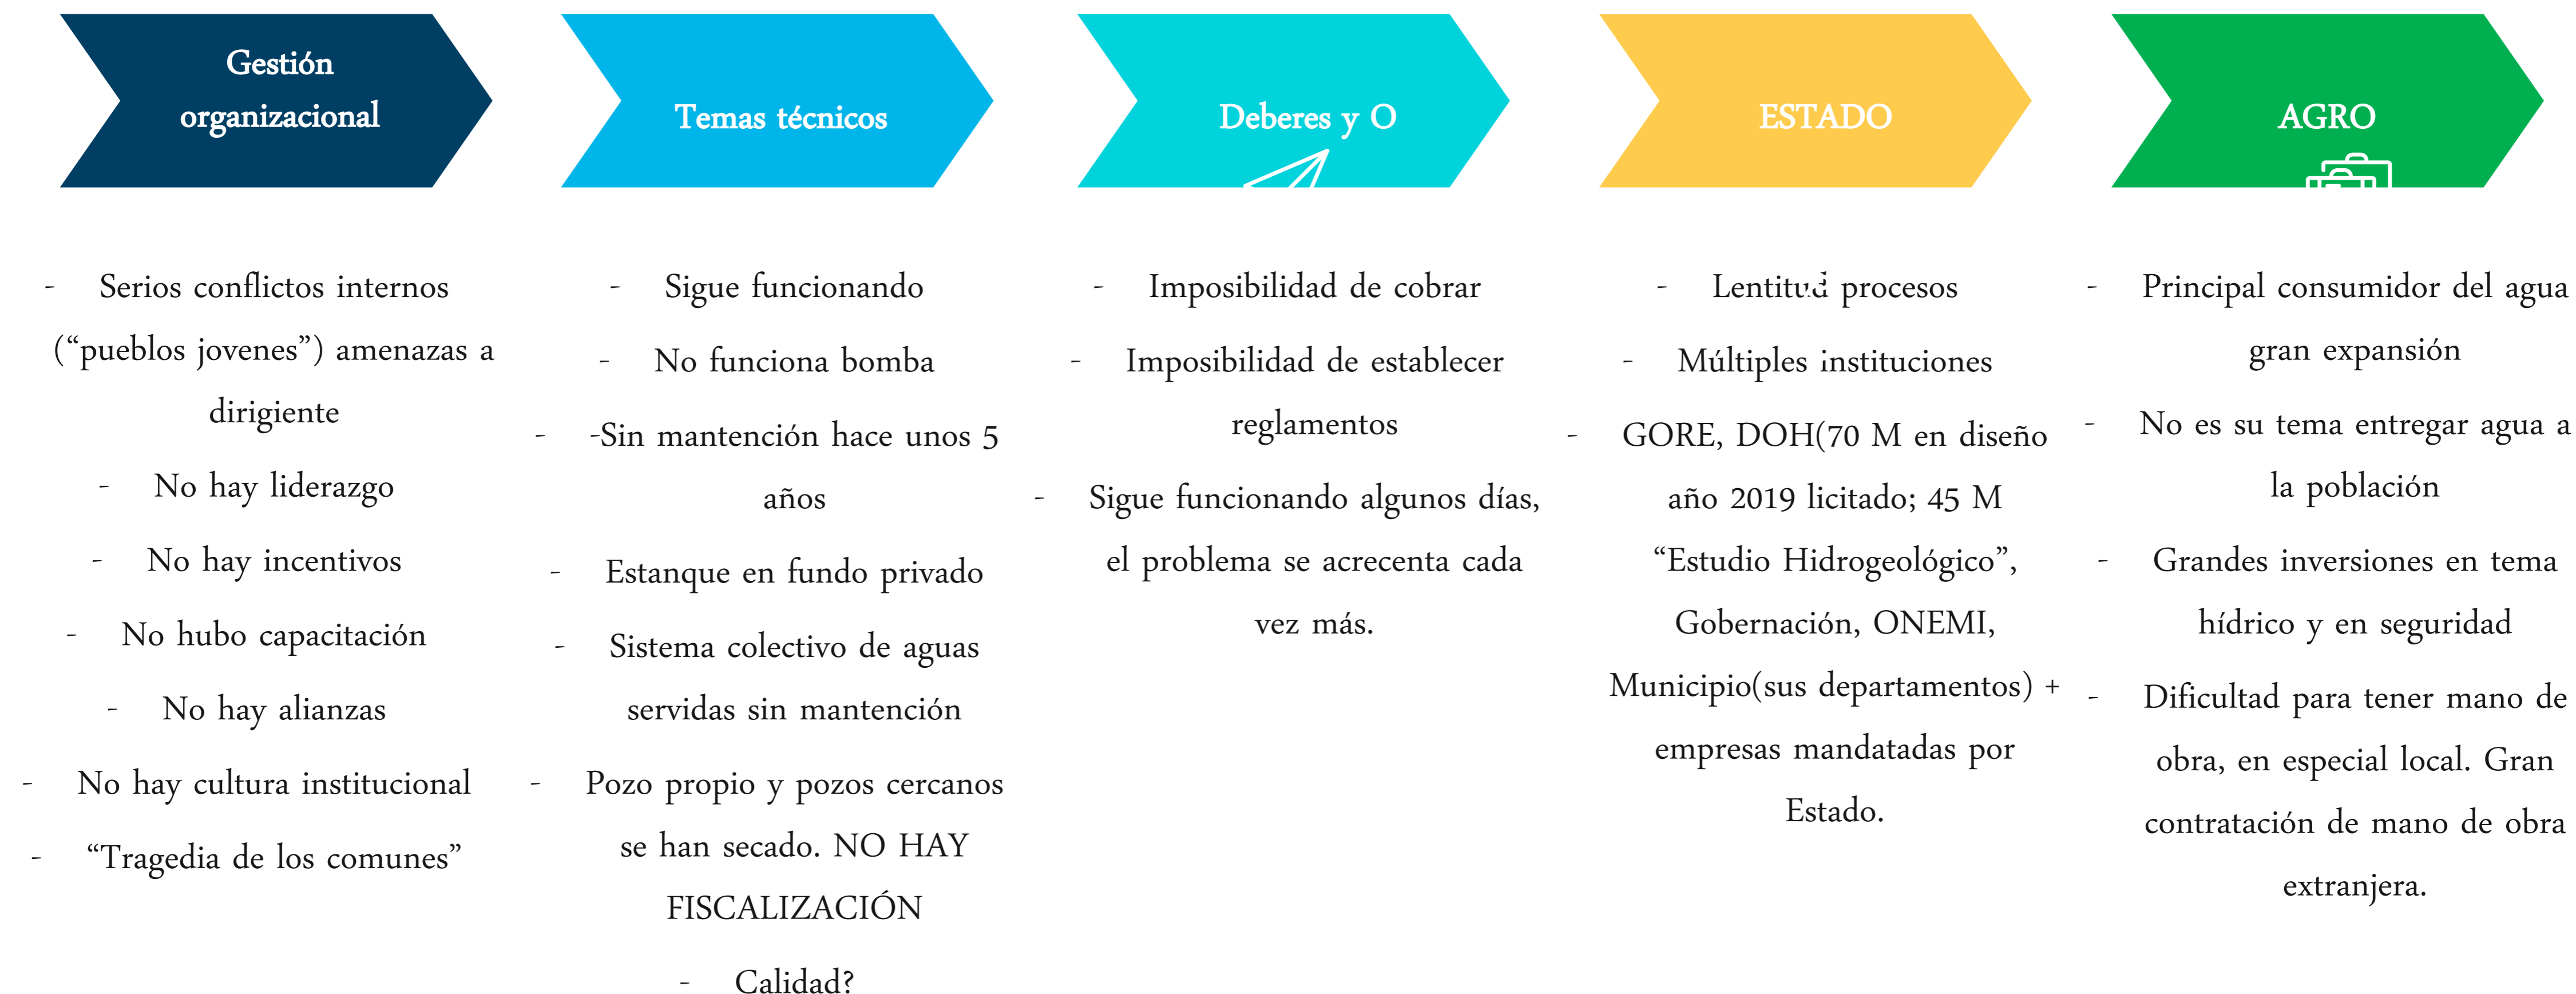 Gestión
organizacional
- Serios conflictos internos
(“pueblos jovenes”) amenazas a
dirigiente
- No hay liderazgo
- No hay incentivos
- No hubo capacitación
- No hay alianzas
- No hay cultura institucional
- “Tragedia de los comunes”
Temas técnicos
- Sigue funcionando
- No funciona bomba
- -Sin mantención hace unos 5
años
- Estanque en fundo privado
- Sistema colectivo de aguas
servidas sin mantención
- Pozo propio y pozos cercanos
se han secado. NO HAY
FISCALIZACIÓN
- Calidad?
Deberes y O
- Imposibilidad de cobrar
- Imposibilidad de establecer
reglamentos
- Sigue funcionando algunos días,
el problema se acrecenta cada
vez más.
ESTADO
- Lentitud procesos
- Múltiples instituciones
- GORE, DOH(70 M en diseño
año 2019 licitado; 45 M
“Estudio Hidrogeológico”,
Gobernación, ONEMI,
Municipio(sus departamentos) +
empresas mandatadas por
Estado.
AGRO
- Principal consumidor del agua
gran expansión
- No es su tema entregar agua a
la población
- Grandes inversiones en tema
hídrico y en seguridad
- Dificultad para tener mano de
obra, en especial local. Gran
contratación de mano de obra
extranjera.